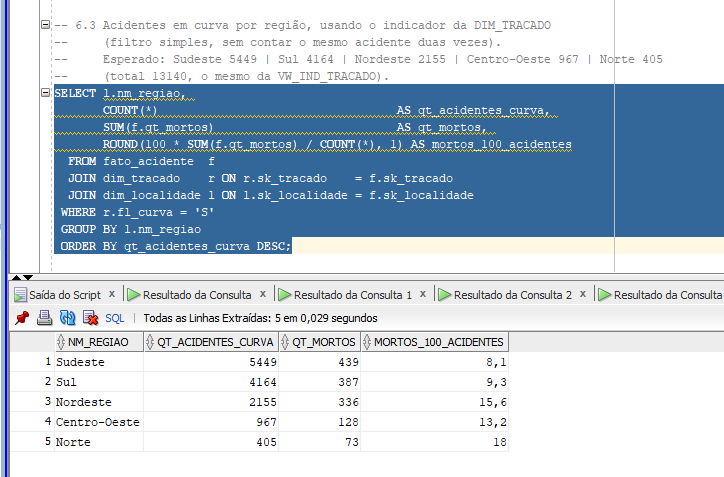 -- 6.3 Acidentes em curva por região, usando o indicador da DIM_TRACADO
--     (filtro simples, sem contar o mesmo acidente duas vezes).
--     Esperado: Sudeste 5449 | Sul 4164 | Nordeste 2155 | Centro-Oeste 967 | Norte 405
--     (total 13140, o mesmo da VW_IND_TRACADO).
SELECT l.nm_regiao,
       COUNT(*)                              AS qt_acidentes_curva,
       SUM(f.qt_mortos)                      AS qt_mortos,
       ROUND(100 * SUM(f.qt_mortos) / COUNT(*), 1) AS mortos_100_acidentes
  FROM fato_acidente  f
  JOIN dim_tracado    r ON r.sk_tracado    = f.sk_tracado
  JOIN dim_localidade l ON l.sk_localidade = f.sk_localidade
 WHERE r.fl_curva = 'S'
 GROUP BY l.nm_regiao
 ORDER BY qt_acidentes_curva DESC;
Saída do Script x Resultado da Consulta x Resultado da Consulta 1 x Resultado da Consulta 2 x Resultado da Consulta
SQL | Todas as Linhas Extraídas: 5 em 0,029 segundos
NM_REGIAO QT_ACIDENTES_CURVA QT_MORTOS MORTOS_100_ACIDENTES
1 Sudeste 5449 439 8,1
2 Sul 4164 387 9,3
3 Nordeste 2155 336 15,6
4 Centro-Oeste 967 128 13,2
5 Norte 405 73 18